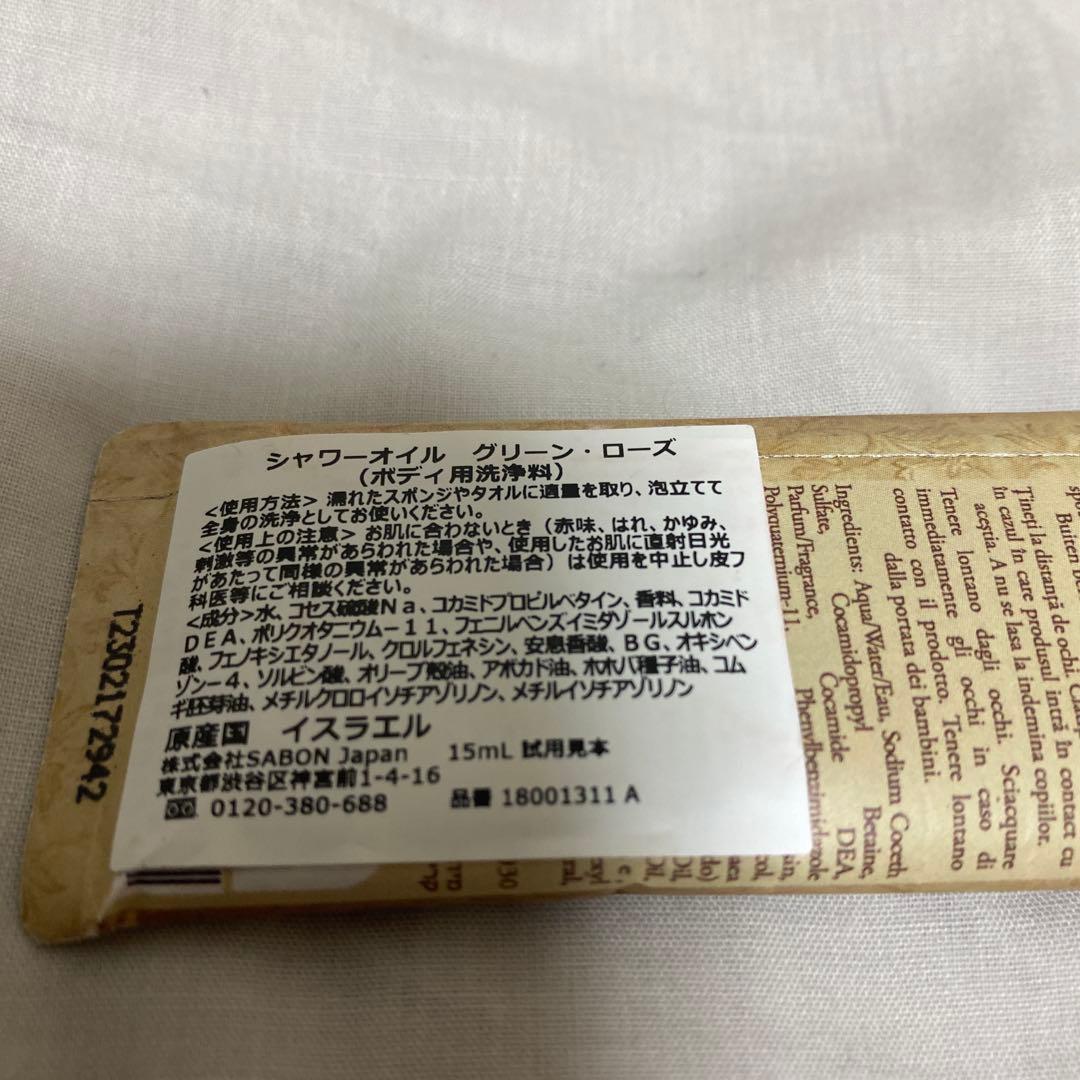 シャワーオイル グリーン・ローズ
（ボディ用洗浄料）
＜使用方法＞ 濡れたスポンジやタオルに適量を取り、泡立てて
全身の洗浄としてお使いください。
＜使用上の注意＞ お肌に合わないとき（赤味、はれ、かゆみ、
刺激等の異常があらわれた場合や、使用したお肌に直射日光
があたって同様の異常があらわれた場合）は使用を中止し皮フ
科医等にご相談ください。
＜成分＞水、コセス硫酸Ｎａ、コカミドプロピルベタイン、香料、コカミド
ＤＥＡ、ポリクオタニウム－１１、フェニルベンズイミダゾールスルホン
酸、フェノキシエタノール、クロルフェネシン、安息香酸、ＢＧ、オキシベン
ゾン－４、ソルビン酸、オリーブ殻油、アボカド油、ホホバ種子油、コム
ギ胚芽油、メチルクロロイソチアゾリノン、メチルイソチアゾリノン
原産国 イスラエル
株式会社SABON Japan 15mL 試用見本
東京都渋谷区神宮前1-4-16
0120-380-688 品番 18001311 A
T2302172942
Buiten
Țineți la distanță de ochi. Clătiți
în cazul în care produsul intră în contact cu
aceștia. A nu se lasa la indemina copiilor.
Tenere lontano dagli occhi. Sciacquare
immediatamente gli occhi in caso di
contatto con il prodotto. Tenere lontano
dalla portata dei bambini.
Ingredients: Aqua/Water/Eau, Sodium Coceth
Sulfate, Cocamidopropyl Betaine,
Parfum/Fragrance, Cocamide DEA,
Polyquaternium-11, Phenylbenzimidazole